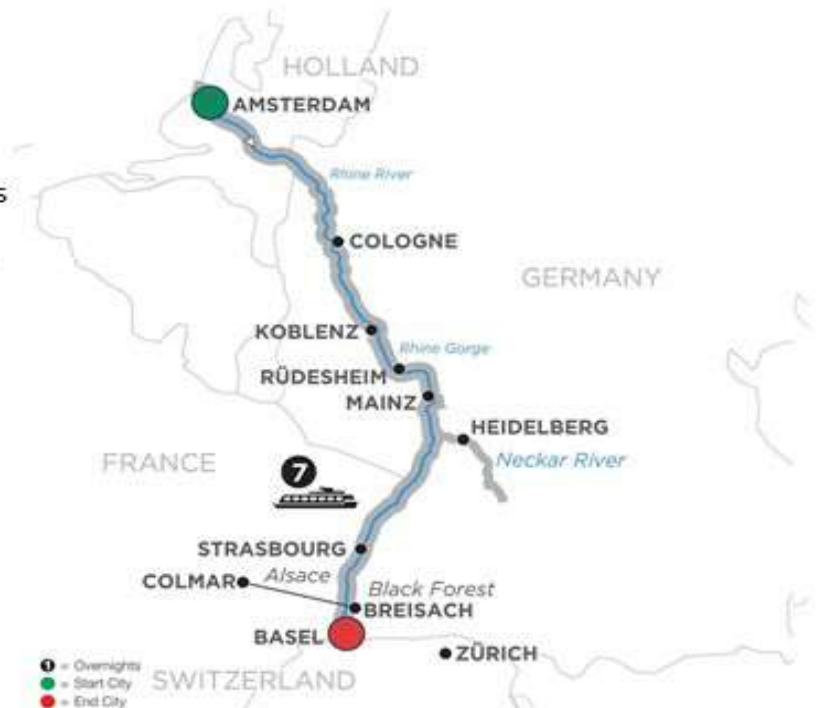 HOLLAND
AMSTERDAM
Rhine River
s
COLOGNE
GERMANY
KOBLENZ
Rhine Gorge
RÜDESHEIM
MAINZ
HEIDELBERG
Neckar River
FRANCE
7
STRASBOURG
COLMAR
Alsace
Black Forest
BREISACH
BASEL
ZÜRICH
1 = Overnights
= Start City
= End City
SWITZERLAND